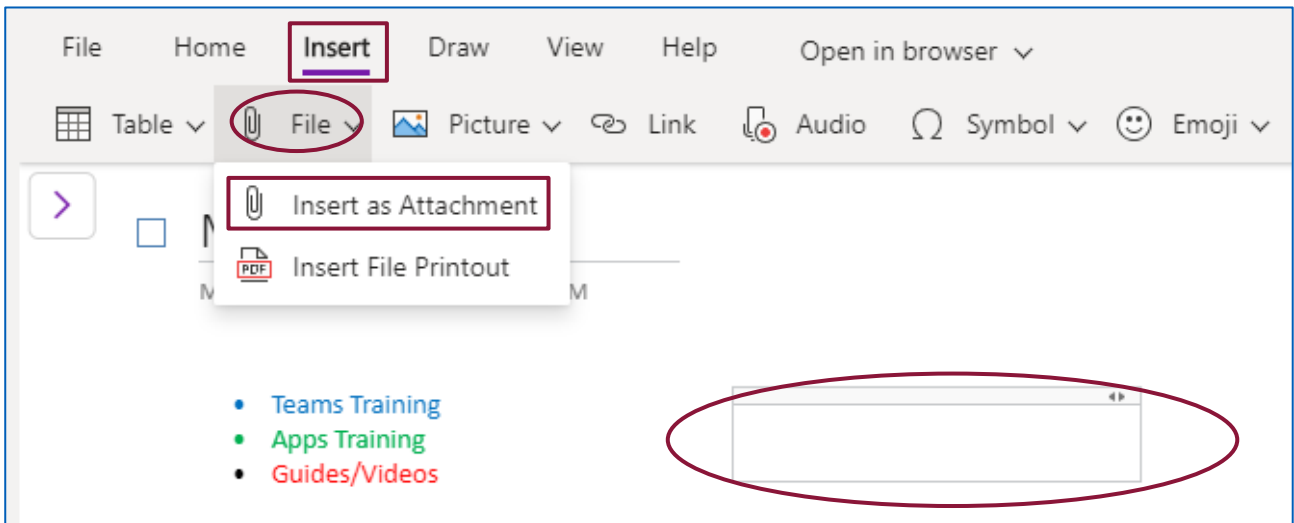 File Home Insert Draw View Help Open in browser
Table File Picture Link Audio Symbol Emoji
Insert as Attachment
PDF Insert File Printout
M M
• Teams Training
• Apps Training
• Guides/Videos